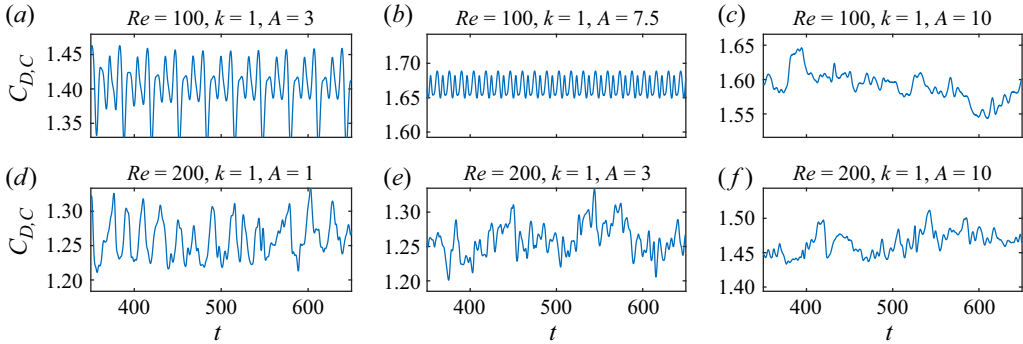 (a) Re = 100, k = 1, A = 3
(b) Re = 100, k = 1, A = 7.5
(c) Re = 100, k = 1, A = 10
C_{D,C}
1.45
1.40
1.35
1.70
1.65
1.60
1.65
1.60
1.55
(d) Re = 200, k = 1, A = 1
(e) Re = 200, k = 1, A = 3
(f) Re = 200, k = 1, A = 10
C_{D,C}
1.30
1.25
1.20
1.30
1.25
1.20
1.50
1.45
1.40
400 500 600
400 500 600
400 500 600
t
t
t